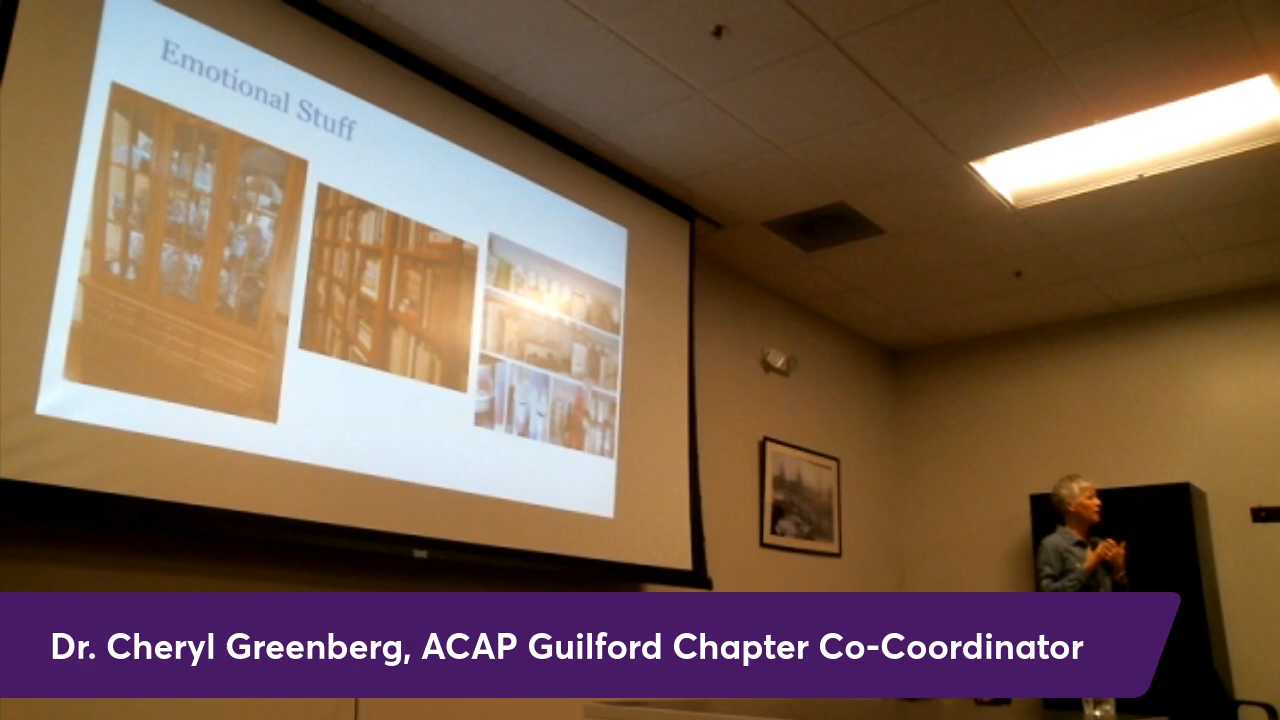 Emotional Stuff
Dr. Cheryl Greenberg, ACAP Guilford Chapter Co-Coordinator